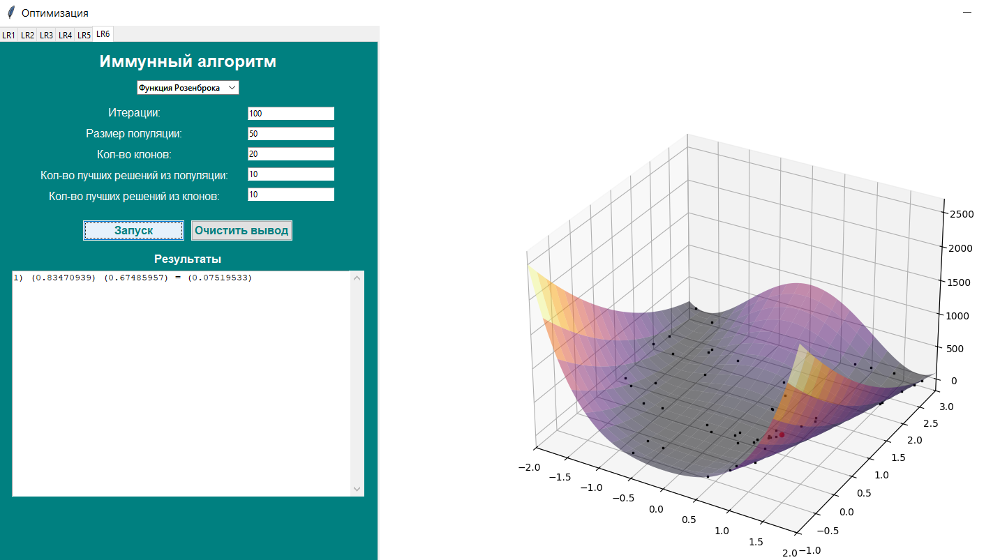 Оптимизация
LR1 LR2 LR3 LR4 LR5 LR6
Иммунный алгоритм
Функция Розенброка
Итерации: 100
Размер популяции: 50
Кол-во клонов: 20
Кол-во лучших решений из популяции: 10
Кол-во лучших решений из клонов: 10
Запуск Очистить вывод
Результаты
1) (0.83470939) (0.67485957) = (0.07519533)
2500
2000
1500
1000
500
0
−2.0
−1.5
−1.0
−0.5
0.0
0.5
1.0
1.5
2.0
−1.0
−0.5
0.0
0.5
1.0
1.5
2.0
2.5
3.0